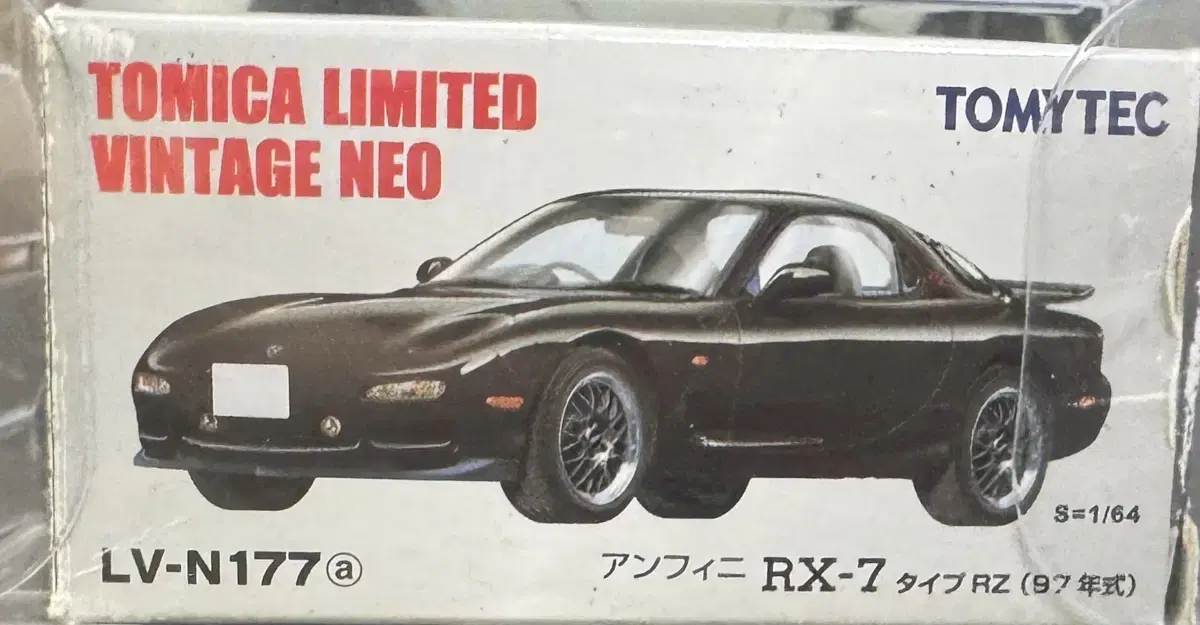 TOMICA LIMITED
VINTAGE NEO
TOMYTEC
S=1/64
LV-N177ⓐ
アンフィニ RX-7 タイプRZ (97年式)